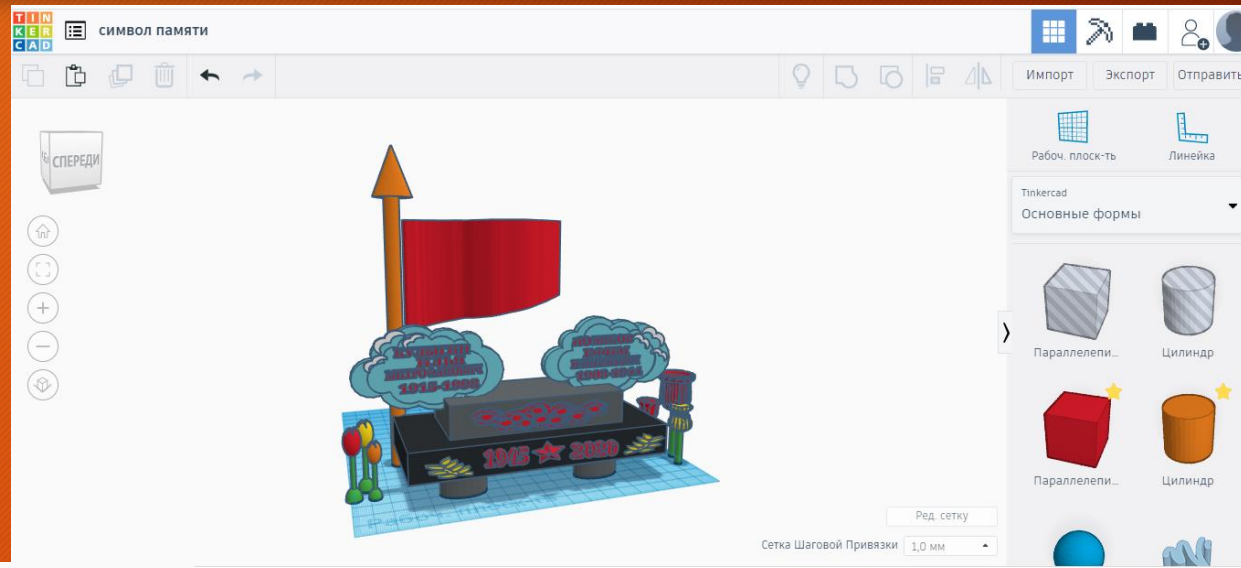 TIN
KER
CAD
символ памяти
Импорт
Экспорт
Отправить
СПЕРЕДИ
Рабоч. плоск-ть
Линейка
Tinkercad
Основные формы
Параллелепи...
Цилиндр
1945
2020
Параллелепи...
Цилиндр
Ред. сетку
Сетка Шаговой Привязки
1,0 мм